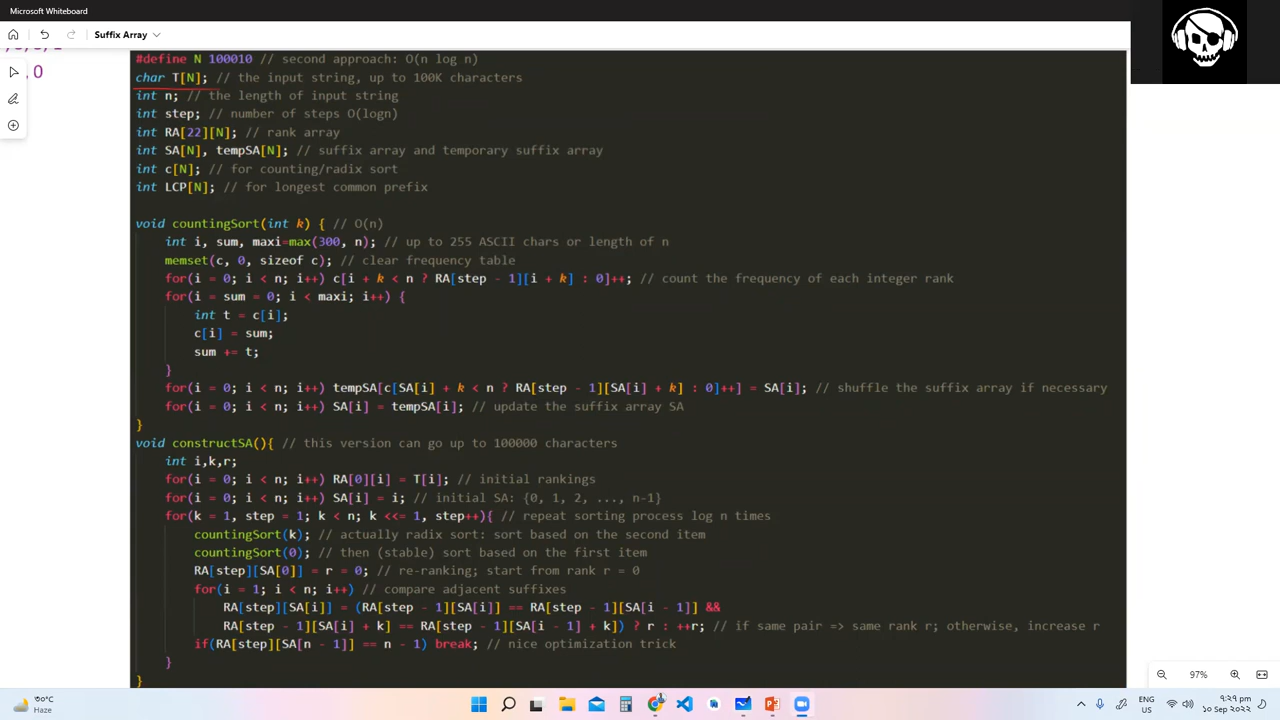 Microsoft Whiteboard
Suffix Array
,0
#define N 100010 // second approach: O(n log n)
char T[N]; // the input string, up to 100K characters
int n; // the length of input string
int step; // number of steps O(logn)
int RA[22][N]; // rank array
int SA[N], tempSA[N]; // suffix array and temporary suffix array
int c[N]; // for counting/radix sort
int LCP[N]; // for longest common prefix
void countingSort(int k) { // O(n)
int i, sum, maxi=max(300, n); // up to 255 ASCII chars or length of n
memset(c, 0, sizeof c); // clear frequency table
for(i = 0; i < n; i++) c[i + k < n ? RA[step - 1][i + k] : 0]++; // count the frequency of each integer rank
for(i = sum = 0; i < maxi; i++) {
int t = c[i];
c[i] = sum;
sum += t;
}
for(i = 0; i < n; i++) tempSA[c[SA[i] + k < n ? RA[step - 1][SA[i] + k] : 0]++] = SA[i]; // shuffle the suffix array if necessary
for(i = 0; i < n; i++) SA[i] = tempSA[i]; // update the suffix array SA
}
void constructSA(){ // this version can go up to 100000 characters
int i,k,r;
for(i = 0; i < n; i++) RA[0][i] = T[i]; // initial rankings
for(i = 0; i < n; i++) SA[i] = i; // initial SA: {0, 1, 2, ..., n-1}
for(k = 1, step = 1; k < n; k <<= 1, step++){ // repeat sorting process log n times
countingSort(k); // actually radix sort: sort based on the second item
countingSort(0); // then (stable) sort based on the first item
RA[step][SA[0]] = r = 0; // re-ranking; start from rank r = 0
for(i = 1; i < n; i++) // compare adjacent suffixes
RA[step][SA[i]] = (RA[step - 1][SA[i]] == RA[step - 1][SA[i - 1]] &&
RA[step - 1][SA[i] + k] == RA[step - 1][SA[i - 1] + k]) ? r : ++r; // if same pair => same rank r; otherwise, increase r
if(RA[step][SA[n - 1]] == n - 1) break; // nice optimization trick
}
}
97%
৩০°C
Haze
ENG
US
৯:২৭ PM
১০ Sep ২০২২